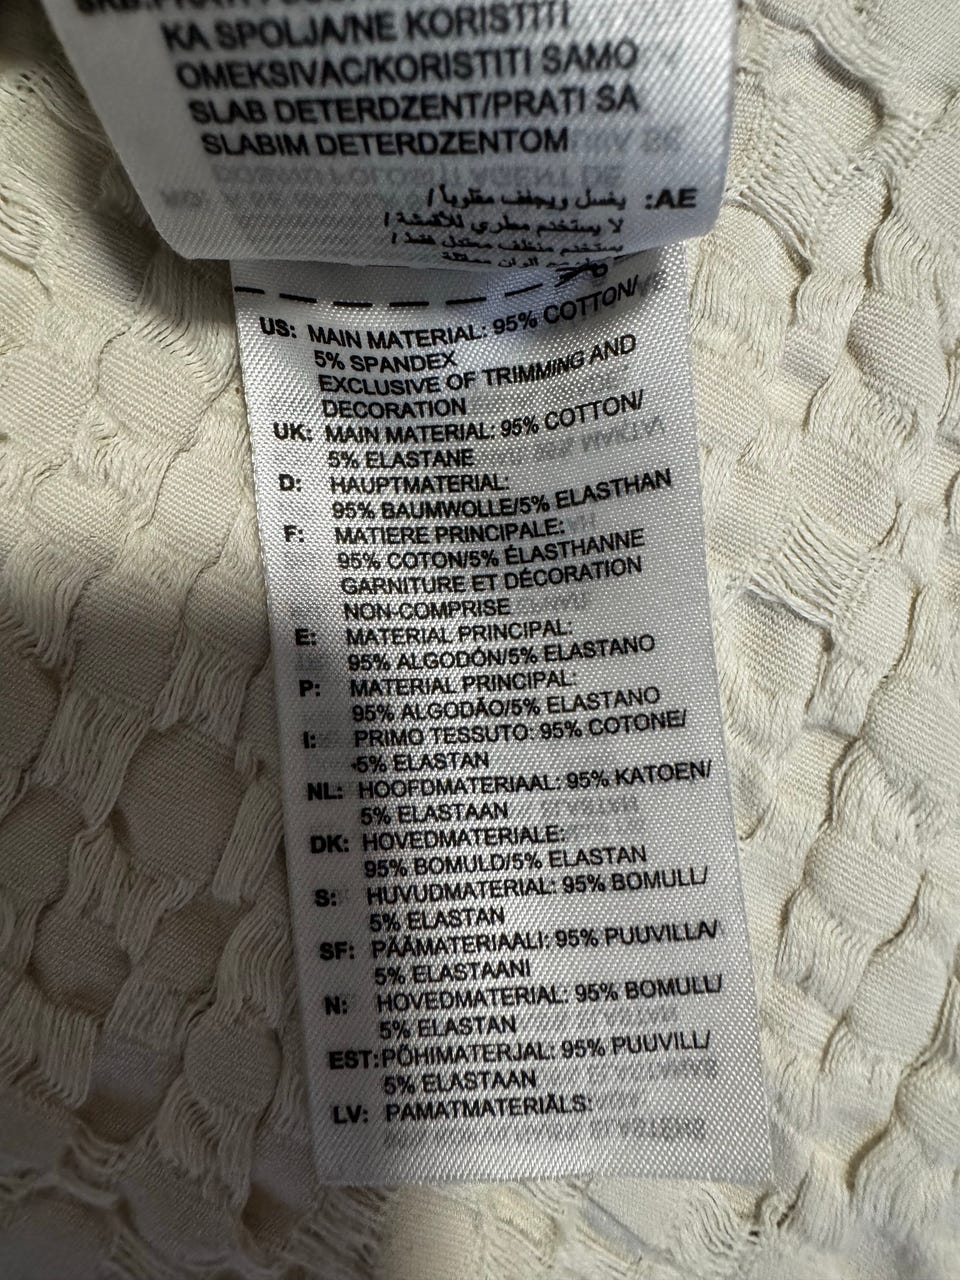 KA SPOLJA/NE KORISTITI
OMEKSIVAC/KORISTITI SAMO
SLAB DETERDZENT/PRATI SA
SLABIM DETERDZENTOM
AE: يغسل ويجفف مقلوباً /
لا يستخدم مطري للأقمشة /
يستخدم منظف معتدل فقط /
US: MAIN MATERIAL: 95% COTTON/
5% SPANDEX
EXCLUSIVE OF TRIMMING AND
DECORATION
UK: MAIN MATERIAL: 95% COTTON/
5% ELASTANE
D: HAUPTMATERIAL:
95% BAUMWOLLE/5% ELASTHAN
F: MATIÈRE PRINCIPALE:
95% COTON/5% ÉLASTHANNE
GARNITURE ET DÉCORATION
NON-COMPRISE
E: MATERIAL PRINCIPAL:
95% ALGODÓN/5% ELASTANO
P: MATERIAL PRINCIPAL:
95% ALGODÃO/5% ELASTANO
I: PRIMO TESSUTO: 95% COTONE/
5% ELASTAN
NL: HOOFDMATERIAAL: 95% KATOEN/
5% ELASTAAN
DK: HOVEDMATERIALE:
95% BOMULD/5% ELASTAN
S: HUVUDMATERIAL: 95% BOMULL/
5% ELASTAN
SF: PÄÄMATERIAALI: 95% PUUVILLA/
5% ELASTAANI
N: HOVEDMATERIAL: 95% BOMULL/
5% ELASTAN
EST: PÕHIMATERJAL: 95% PUUVILL/
5% ELASTAAN
LV: PAMATMATERIĀLS: